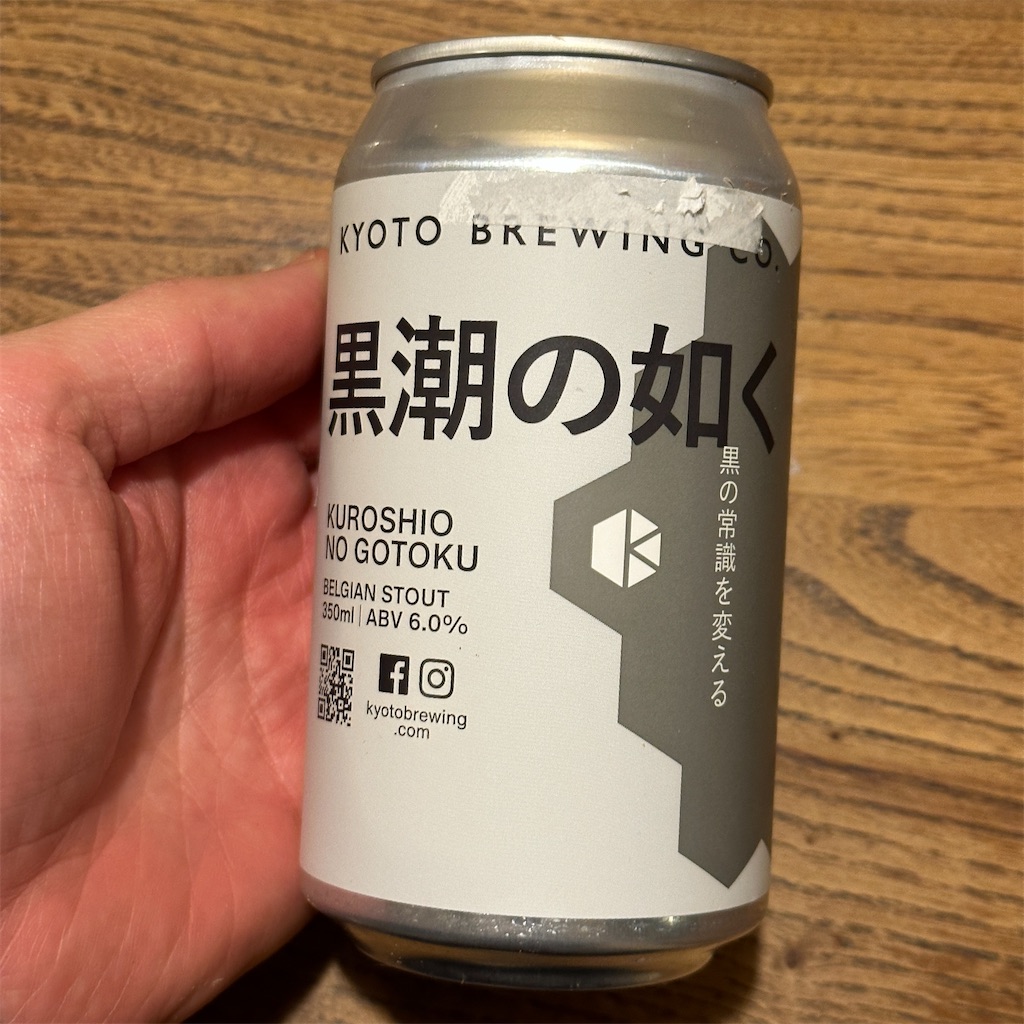 KYOTO BREWING CO.
黒潮の如く
黒の常識を変える
KUROSHIO
NO GOTOKU
BELGIAN STOUT
350ml | ABV 6.0%
kyotobrewing
.com